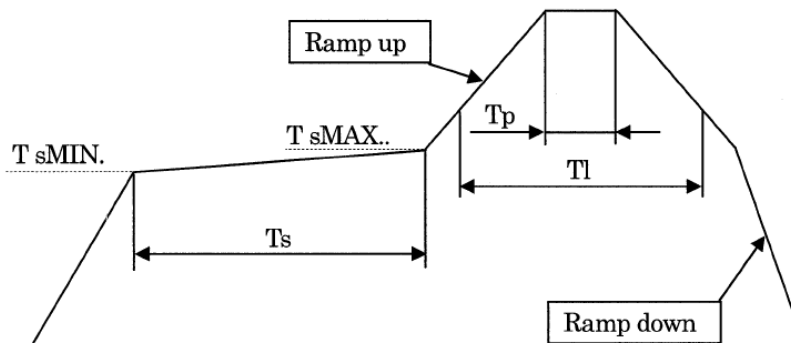 Ramp up
T sMAX..
Tp
T sMIN.
Tl
Ts
Ramp down